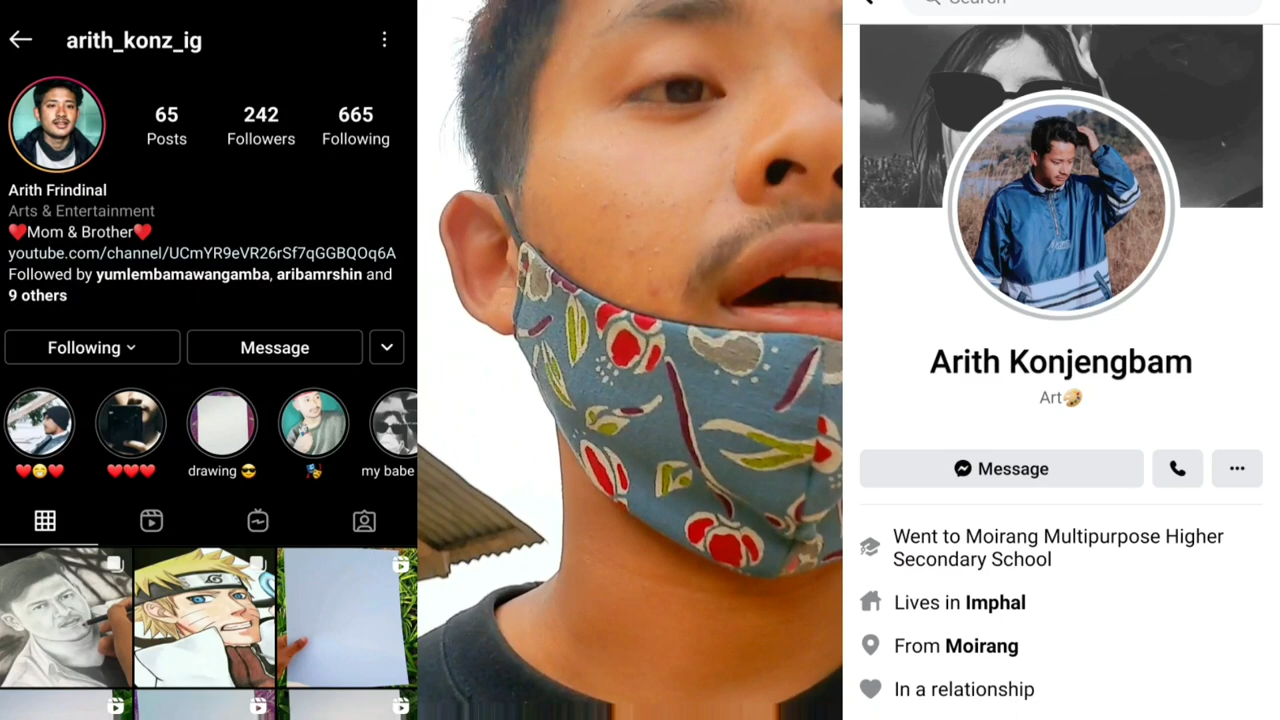 arith_konz_ig
65
242
665
Posts
Followers
Following
Arith Frindinal
Arts & Entertainment
❤️Mom & Brother❤️
youtube.com/channel/UCmYR9eVR26rSf7qGGBQOq6A
Followed by yumlembamawangamba, aribamrshin and
9 others
Following
Message
❤️😁❤️
❤️❤️❤️
drawing 😎
🎭
my babe
Search
Arith Konjengbam
Art🎨
Message
Went to Moirang Multipurpose Higher
Secondary School
Lives in Imphal
From Moirang
In a relationship